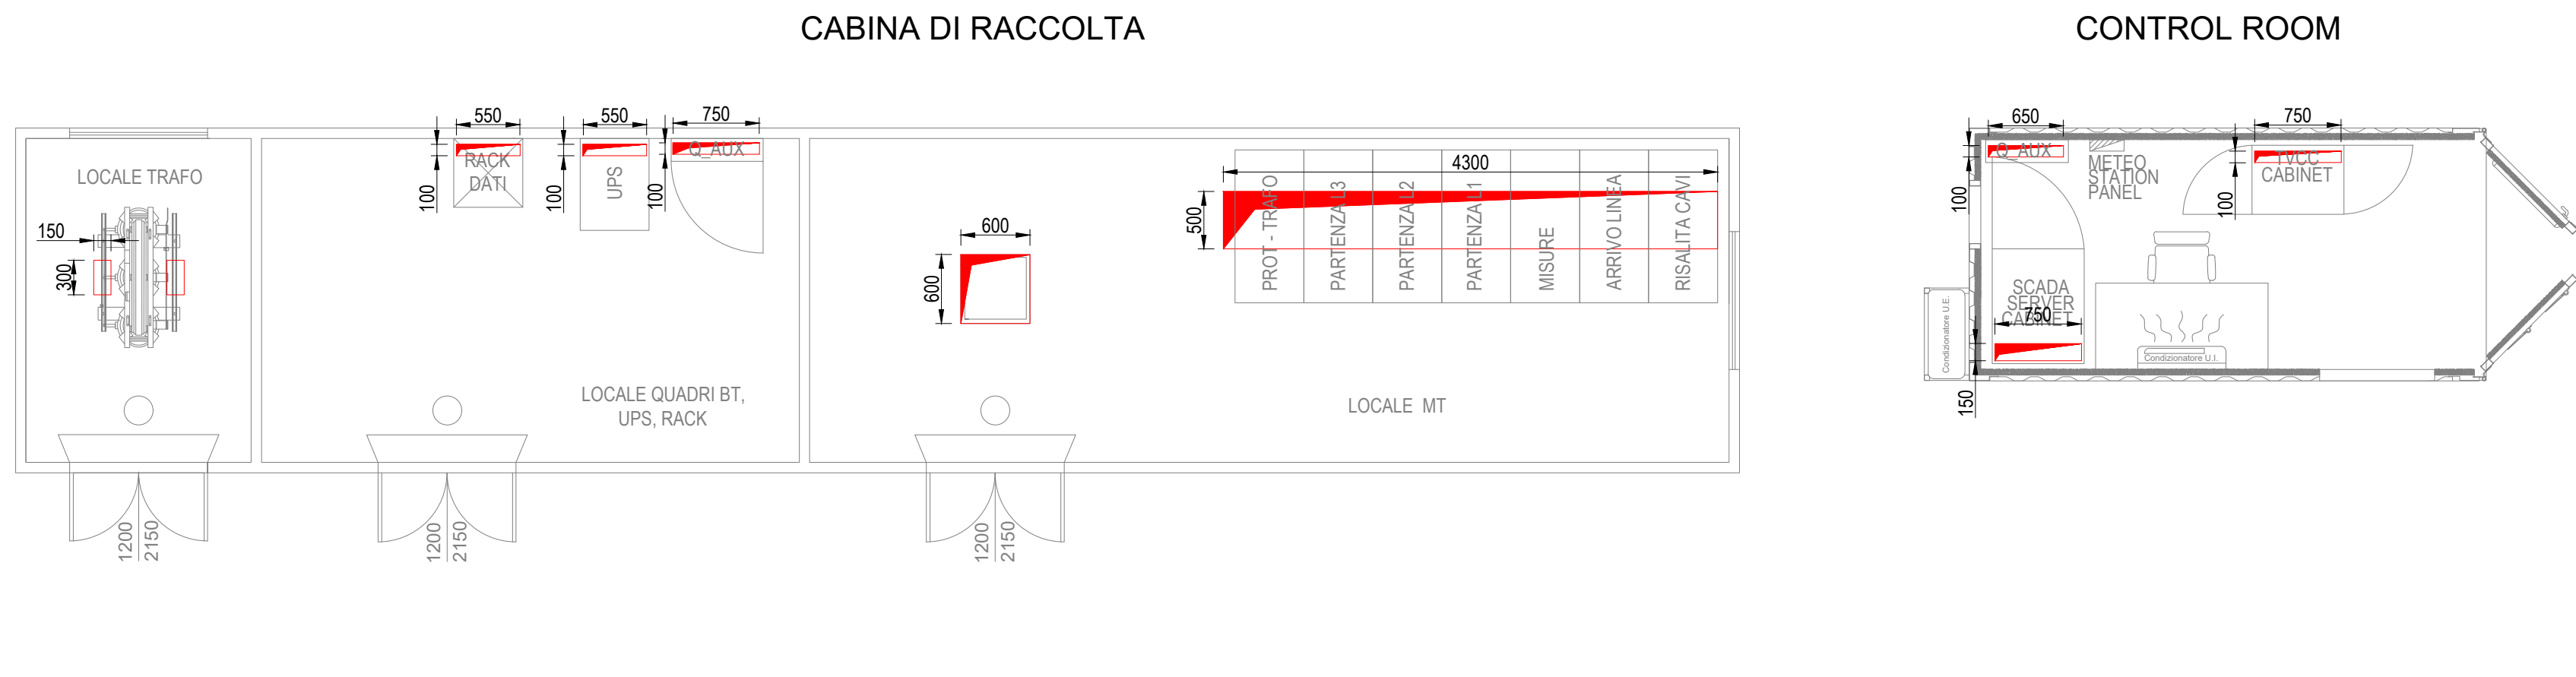 CABINA DI RACCOLTA
CONTROL ROOM
550
550
750
650
750
LOCALE TRAFO
RACK
DATI
100
UPS
100
Q_AUX
100
150
300
600
600
4300
500
PROT - TRAFO
PARTENZA L3
PARTENZA L2
PARTENZA L1
MISURE
ARRIVO LINEA
RISALITA CAVI
LOCALE QUADRI BT,
UPS, RACK
LOCALE MT
1200
2150
1200
2150
1200
2150
Q_AUX
100
METEO
STATION
PANEL
TVCC
CABINET
100
SCADA
SERVER
CABINET
750
150
Condizionatore U.E.
Condizionatore U.I.